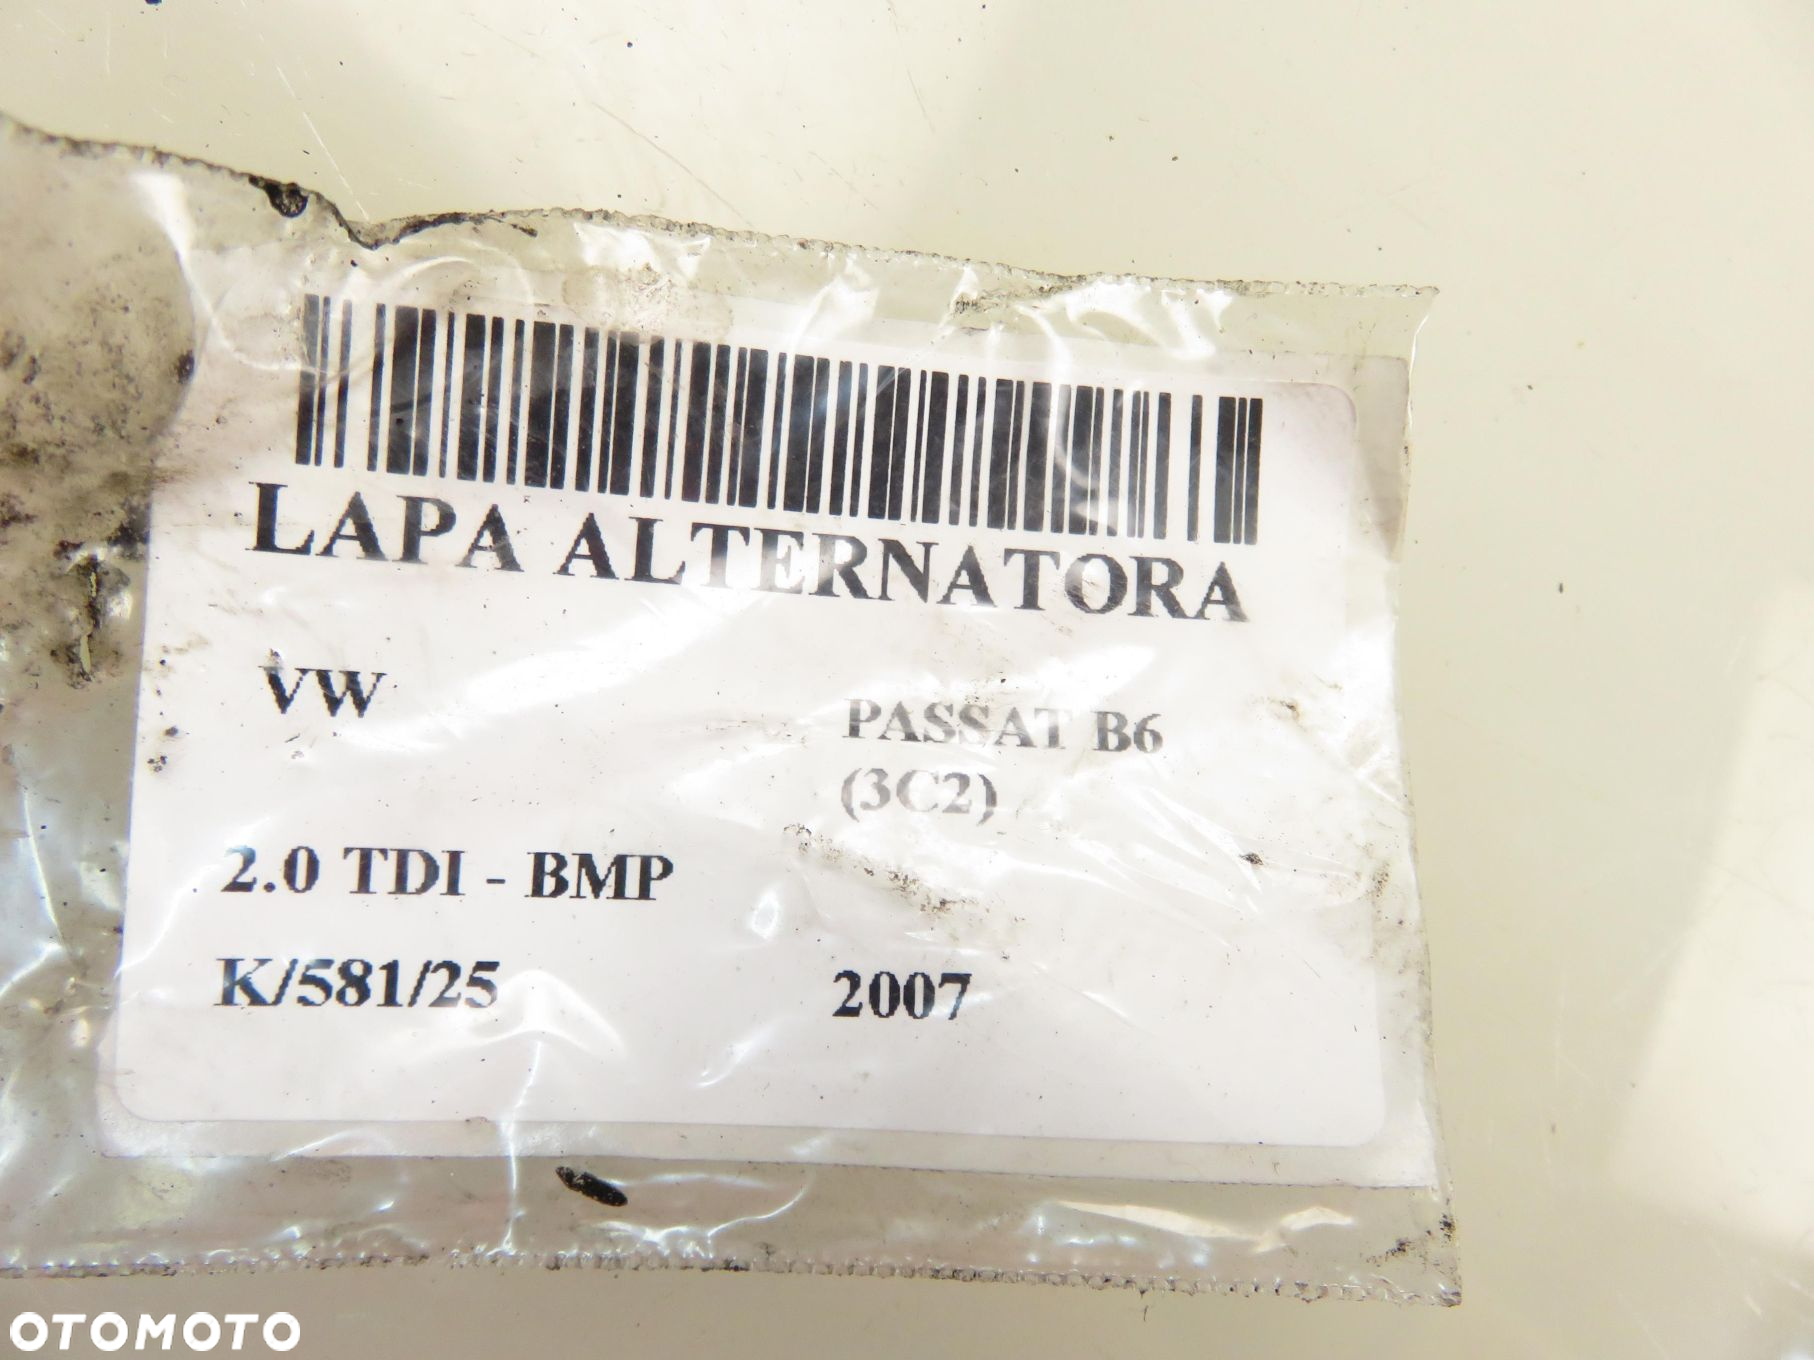 LAPA ALTERNATORA
VW
PASSAT B6
(3C2)
2.0 TDI - BMP
K/581/25
2007
OTOMOTO